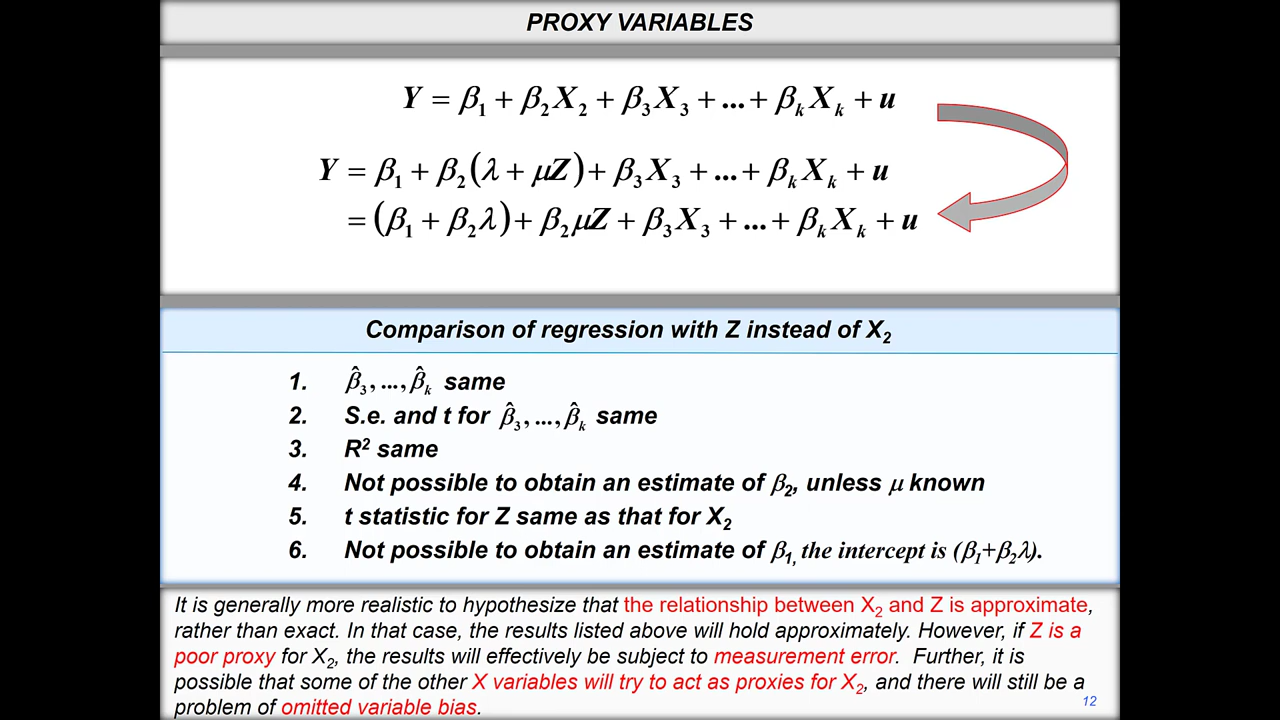 PROXY VARIABLES
Y = β₁ + β₂X₂ + β₃X₃ + ... + βₖXₖ + u
Y = β₁ + β₂(λ + μZ) + β₃X₃ + ... + βₖXₖ + u
= (β₁ + β₂λ) + β₂μZ + β₃X₃ + ... + βₖXₖ + u
Comparison of regression with Z instead of X₂
1. β̂₃, ..., β̂ₖ same
2. S.e. and t for β̂₃, ..., β̂ₖ same
3. R² same
4. Not possible to obtain an estimate of β₂, unless μ known
5. t statistic for Z same as that for X₂
6. Not possible to obtain an estimate of β₁, the intercept is (β₁+β₂λ).
It is generally more realistic to hypothesize that the relationship between X₂ and Z is approximate,
rather than exact. In that case, the results listed above will hold approximately. However, if Z is a
poor proxy for X₂, the results will effectively be subject to measurement error. Further, it is
possible that some of the other X variables will try to act as proxies for X₂, and there will still be a
problem of omitted variable bias.
12